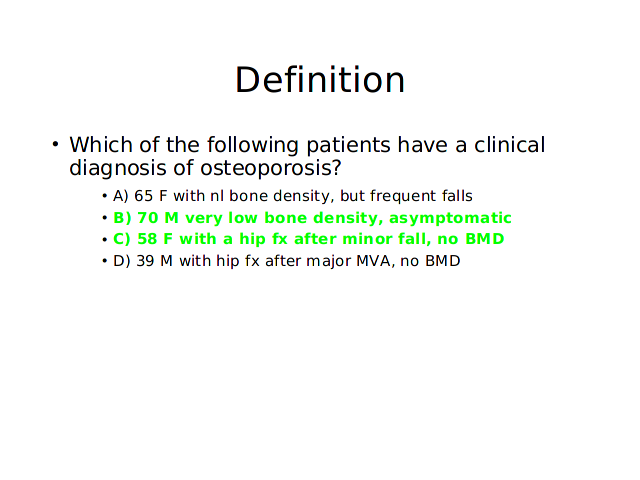 Definition
• Which of the following patients have a clinical
diagnosis of osteoporosis?
• A) 65 F with nl bone density, but frequent falls
• B) 70 M very low bone density, asymptomatic
• C) 58 F with a hip fx after minor fall, no BMD
• D) 39 M with hip fx after major MVA, no BMD